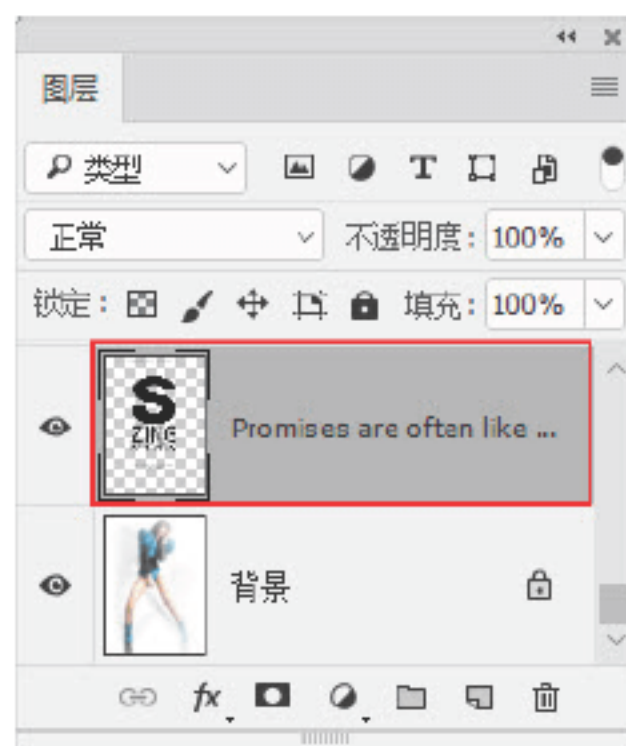 图层
类型
正常 不透明度: 100%
锁定: 填充: 100%
S
ZING
Promises are often like ...
背景
fx